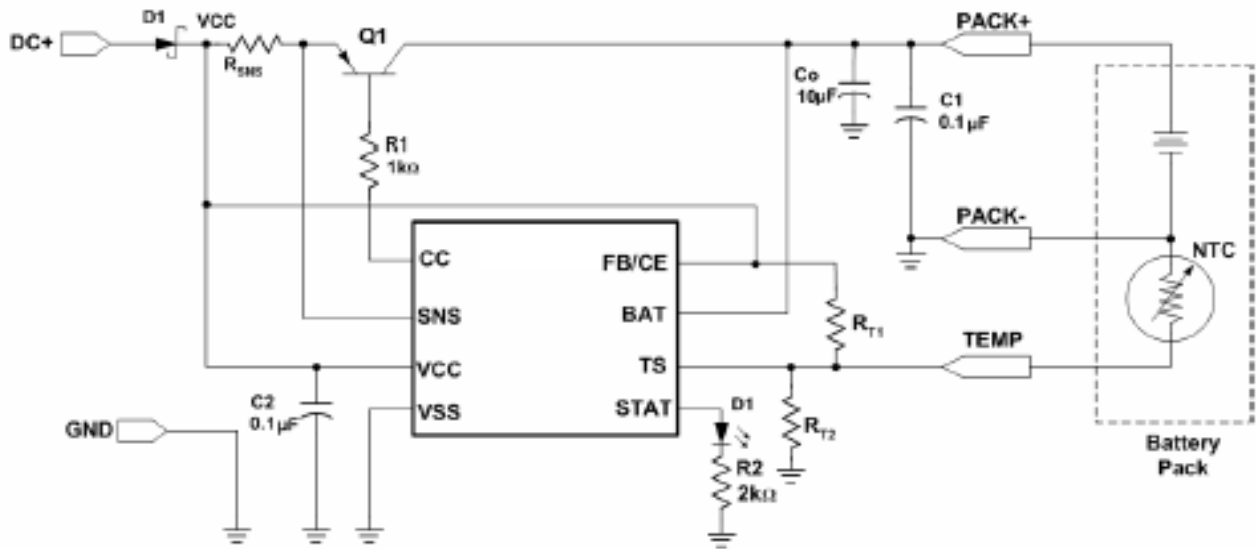 D1
VCC
DC+
RSNS
Q1
PACK+
Co
10µF
C1
0.1µF
R1
1kΩ
PACK-
CC
FB/CE
NTC
SNS
BAT
RT1
TEMP
VCC
TS
C2
0.1µF
VSS
STAT
D1
RT2
GND
R2
2kΩ
Battery
Pack